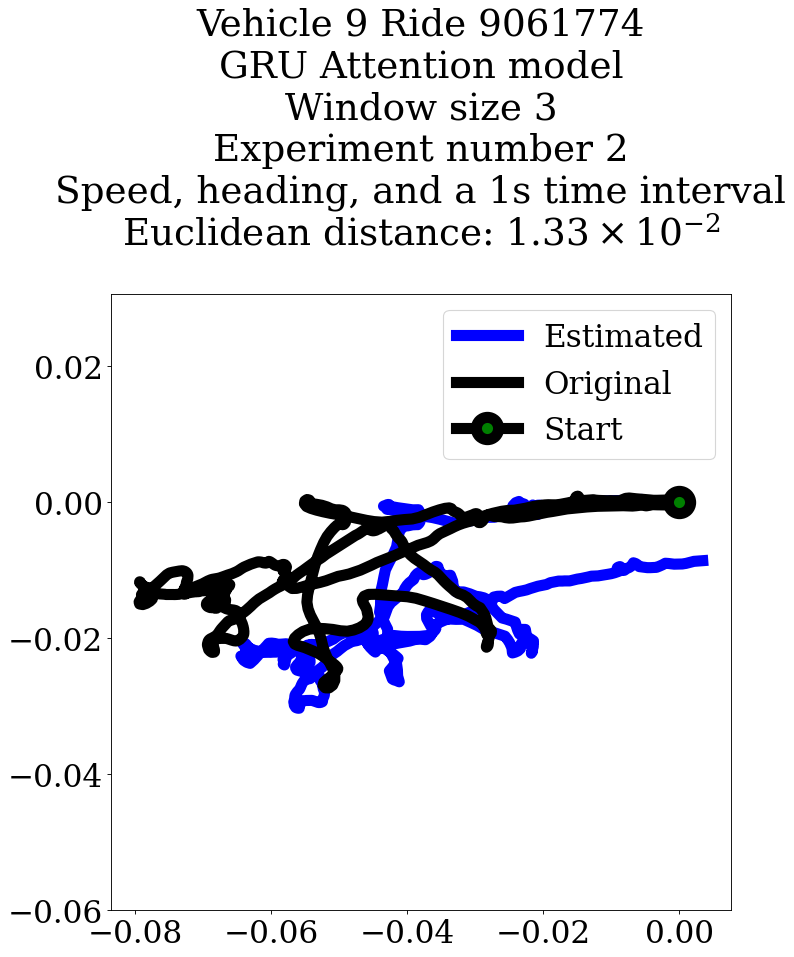 Vehicle 9 Ride 9061774
GRU Attention model
Window size 3
Experiment number 2
Speed, heading, and a 1s time interval
Euclidean distance: 1.33 × 10⁻²
Estimated
Original
Start
0.02
0.00
−0.02
−0.04
−0.06
−0.08 −0.06 −0.04 −0.02 0.00